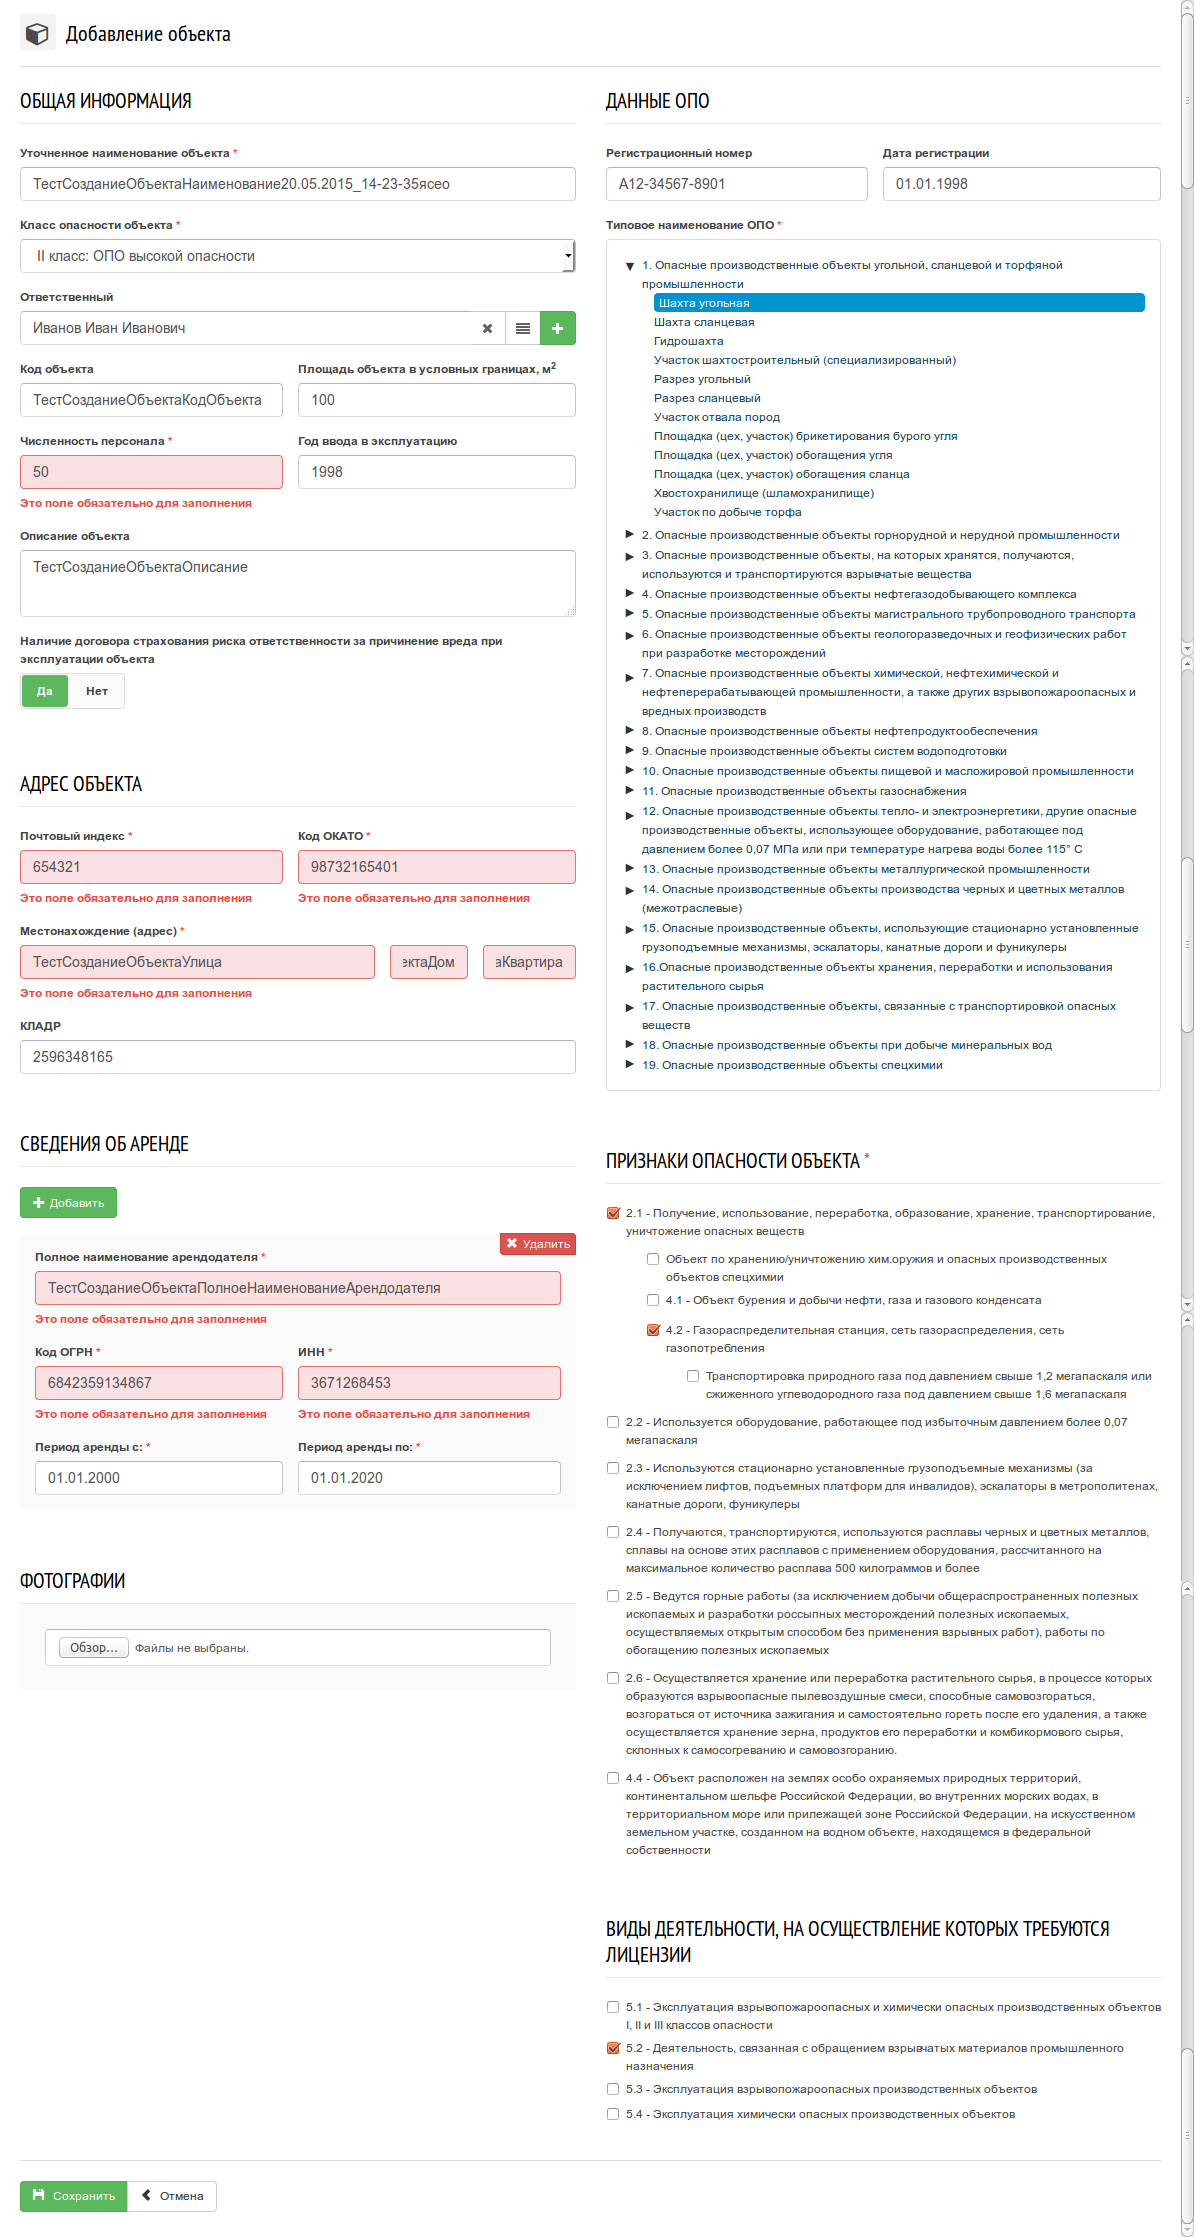 Добавление объекта
ОБЩАЯ ИНФОРМАЦИЯ
Уточненное наименование объекта *
ТестСозданиеОбъектаНаименование20.05.2015_14-23-35ясео
Класс опасности объекта *
II класс: ОПО высокой опасности
Ответственный
Иванов Иван Иванович
Код объекта
Площадь объекта в условных границах, м²
ТестСозданиеОбъектаКодОбъекта
100
Численность персонала *
Год ввода в эксплуатацию
50
1998
Это поле обязательно для заполнения
Описание объекта
ТестСозданиеОбъектаОписание
Наличие договора страхования риска ответственности за причинение вреда при
эксплуатации объекта
Да Нет
АДРЕС ОБЪЕКТА
Почтовый индекс *
Код ОКАТО *
654321
98732165401
Это поле обязательно для заполнения
Это поле обязательно для заполнения
Местонахождение (адрес) *
ТестСозданиеОбъектаУлица
ектаДом
аКвартира
Это поле обязательно для заполнения
КЛАДР
2596348165
СВЕДЕНИЯ ОБ АРЕНДЕ
Добавить
Удалить
Полное наименование арендодателя *
ТестСозданиеОбъектаПолноеНаименованиеАрендодателя
Это поле обязательно для заполнения
Код ОГРН *
ИНН *
6842359134867
3671268453
Это поле обязательно для заполнения
Это поле обязательно для заполнения
Период аренды с: *
Период аренды по: *
01.01.2000
01.01.2020
ФОТОГРАФИИ
Обзор... Файлы не выбраны.
ДАННЫЕ ОПО
Регистрационный номер
Дата регистрации
А12-34567-8901
01.01.1998
Типовое наименование ОПО *
1. Опасные производственные объекты угольной, сланцевой и торфяной
промышленности
Шахта угольная
Шахта сланцевая
Гидрошахта
Участок шахтостроительный (специализированный)
Разрез угольный
Разрез сланцевый
Участок отвала пород
Площадка (цех, участок) брикетирования бурого угля
Площадка (цех, участок) обогащения угля
Площадка (цех, участок) обогащения сланца
Хвостохранилище (шламохранилище)
Участок по добыче торфа
2. Опасные производственные объекты горнорудной и нерудной промышленности
3. Опасные производственные объекты, на которых хранятся, получаются,
используются и транспортируются взрывчатые вещества
4. Опасные производственные объекты нефтегазодобывающего комплекса
5. Опасные производственные объекты магистрального трубопроводного транспорта
6. Опасные производственные объекты геологоразведочных и геофизических работ
при разработке месторождений
7. Опасные производственные объекты химической, нефтехимической и
нефтеперерабатывающей промышленности, а также других взрывопожароопасных и
вредных производств
8. Опасные производственные объекты нефтепродуктообеспечения
9. Опасные производственные объекты систем водоподготовки
10. Опасные производственные объекты пищевой и масложировой промышленности
11. Опасные производственные объекты газоснабжения
12. Опасные производственные объекты тепло- и электроэнергетики, другие опасные
производственные объекты, использующее оборудование, работающее под
давлением более 0,07 МПа или при температуре нагрева воды более 115° С
13. Опасные производственные объекты металлургической промышленности
14. Опасные производственные объекты производства черных и цветных металлов
(межотраслевые)
15. Опасные производственные объекты, использующие стационарно установленные
грузоподъемные механизмы, эскалаторы, канатные дороги и фуникулеры
16.Опасные производственные объекты хранения, переработки и использования
растительного сырья
17. Опасные производственные объекты, связанные с транспортировкой опасных
веществ
18. Опасные производственные объекты при добыче минеральных вод
19. Опасные производственные объекты спецхимии
ПРИЗНАКИ ОПАСНОСТИ ОБЪЕКТА *
2.1 - Получение, использование, переработка, образование, хранение, транспортирование,
уничтожение опасных веществ
Объект по хранению/уничтожению хим.оружия и опасных производственных
объектов спецхимии
4.1 - Объект бурения и добычи нефти, газа и газового конденсата
4.2 - Газораспределительная станция, сеть газораспределения, сеть
газопотребления
Транспортировка природного газа под давлением свыше 1,2 мегапаскаля или
сжиженного углеводородного газа под давлением свыше 1,6 мегапаскаля
2.2 - Используется оборудование, работающее под избыточным давлением более 0,07
мегапаскаля
2.3 - Используются стационарно установленные грузоподъемные механизмы (за
исключением лифтов, подъемных платформ для инвалидов), эскалаторы в метрополитенах,
канатные дороги, фуникулеры
2.4 - Получаются, транспортируются, используются расплавы черных и цветных металлов,
сплавы на основе этих расплавов с применением оборудования, рассчитанного на
максимальное количество расплава 500 килограммов и более
2.5 - Ведутся горные работы (за исключением добычи общераспространенных полезных
ископаемых и разработки россыпных месторождений полезных ископаемых,
осуществляемых открытым способом без применения взрывных работ), работы по
обогащению полезных ископаемых
2.6 - Осуществляется хранение или переработка растительного сырья, в процессе которых
образуются взрывоопасные пылевоздушные смеси, способные самовозгораться,
возгораться от источника зажигания и самостоятельно гореть после его удаления, а также
осуществляется хранение зерна, продуктов его переработки и комбикормового сырья,
склонных к самосогреванию и самовозгоранию.
4.4 - Объект расположен на землях особо охраняемых природных территорий,
континентальном шельфе Российской Федерации, во внутренних морских водах, в
территориальном море или прилежащей зоне Российской Федерации, на искусственном
земельном участке, созданном на водном объекте, находящемся в федеральной
собственности
ВИДЫ ДЕЯТЕЛЬНОСТИ, НА ОСУЩЕСТВЛЕНИЕ КОТОРЫХ ТРЕБУЮТСЯ
ЛИЦЕНЗИИ
5.1 - Эксплуатация взрывопожароопасных и химически опасных производственных объектов
I, II и III классов опасности
5.2 - Деятельность, связанная с обращением взрывчатых материалов промышленного
назначения
5.3 - Эксплуатация взрывопожароопасных производственных объектов
5.4 - Эксплуатация химически опасных производственных объектов
Сохранить
Отмена